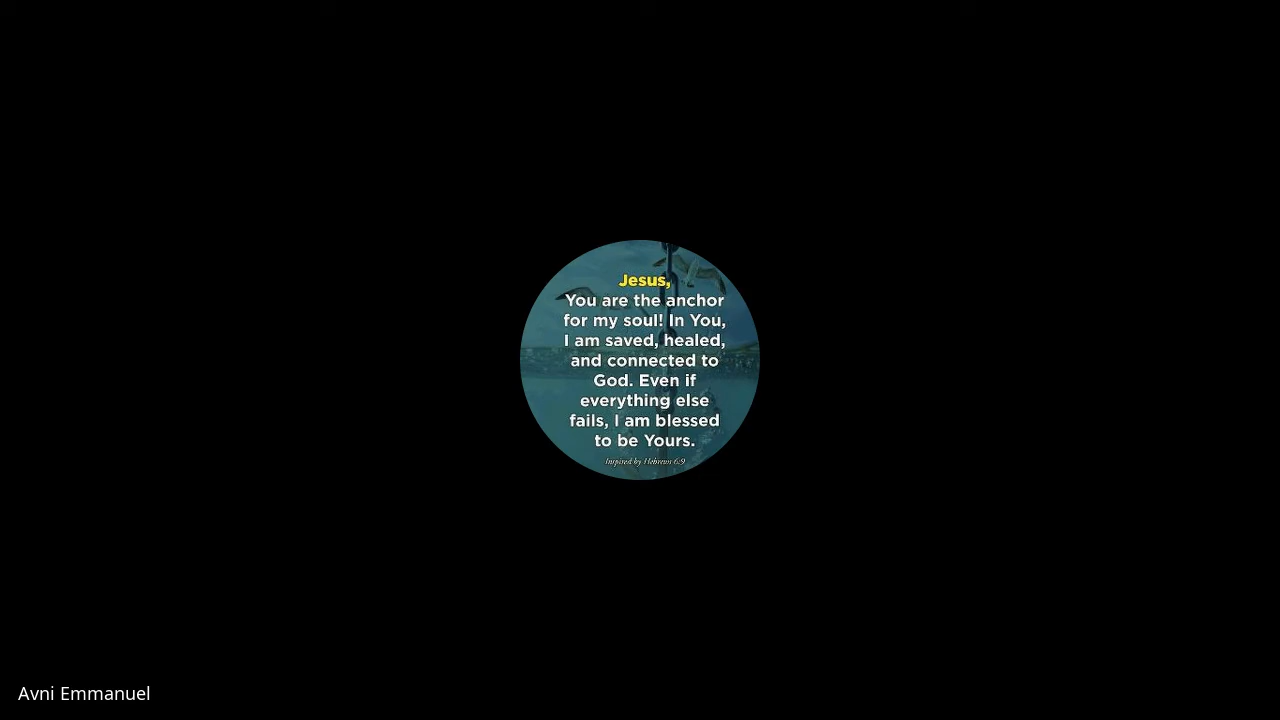 Jesus,
You are the anchor
for my soul! In You,
I am saved, healed,
and connected to
God. Even if
everything else
fails, I am blessed
to be Yours.
Inspired by Hebrews 6:9
Avni Emmanuel